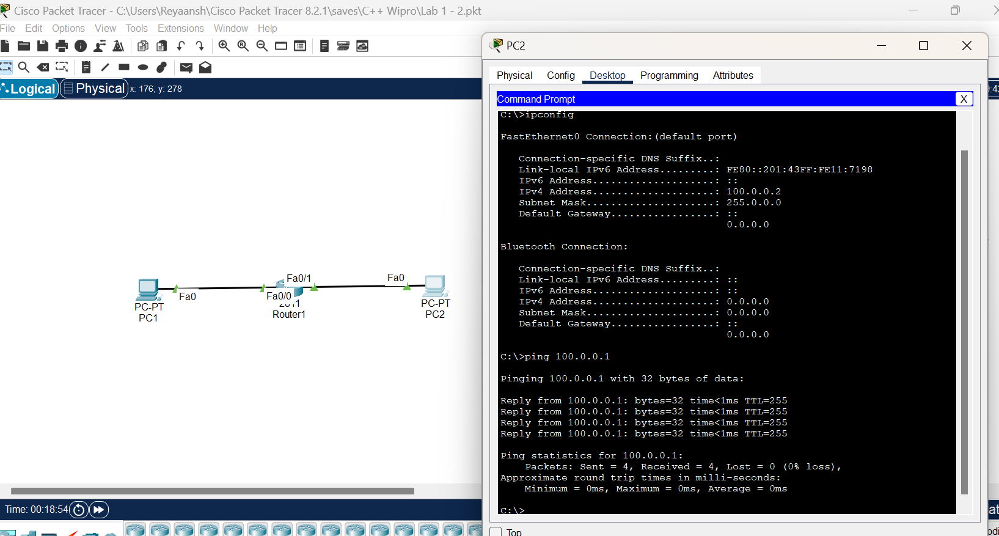 Cisco Packet Tracer - C:\Users\Reyaansh\Cisco Packet Tracer 8.2.1\saves\C++ Wipro\Lab 1 - 2.pkt
File Edit Options View Tools Extensions Window Help
Logical Physical x: 176, y: 278
Fa0/1
Fa0
Fa0
Fa0/0
PC-PT
PC1
Router1
PC-PT
PC2
Time: 00:18:54
PC2
Physical Config Desktop Programming Attributes
Command Prompt X
C:\>ipconfig
FastEthernet0 Connection:(default port)
Connection-specific DNS Suffix..:
Link-local IPv6 Address.........: FE80::201:43FF:FE11:7198
IPv6 Address....................: ::
IPv4 Address....................: 100.0.0.2
Subnet Mask.....................: 255.0.0.0
Default Gateway.................: ::
0.0.0.0
Bluetooth Connection:
Connection-specific DNS Suffix..:
Link-local IPv6 Address.........: ::
IPv6 Address....................: ::
IPv4 Address....................: 0.0.0.0
Subnet Mask.....................: 0.0.0.0
Default Gateway.................: ::
0.0.0.0
C:\>ping 100.0.0.1
Pinging 100.0.0.1 with 32 bytes of data:
Reply from 100.0.0.1: bytes=32 time<1ms TTL=255
Reply from 100.0.0.1: bytes=32 time<1ms TTL=255
Reply from 100.0.0.1: bytes=32 time<1ms TTL=255
Reply from 100.0.0.1: bytes=32 time<1ms TTL=255
Ping statistics for 100.0.0.1:
Packets: Sent = 4, Received = 4, Lost = 0 (0% loss),
Approximate round trip times in milli-seconds:
Minimum = 0ms, Maximum = 0ms, Average = 0ms
C:\>
Top